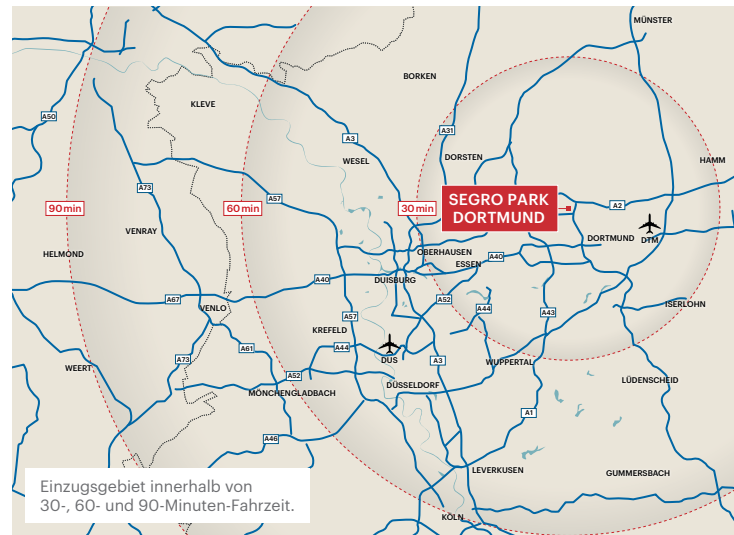 MÜNSTER
BORKEN
KLEVE
A50
A31
A3
WESEL
DORSTEN
HAMM
A73
A57
90 min
60 min
30 min
SEGRO PARK
DORTMUND
A2
VENRAY
HELMOND
OBERHAUSEN
ESSEN
A40
DORTMUND
DTM
A40
DUISBURG
A67
VENLO
A52
A44
A43
ISERLOHN
A57
KREFELD
A44
A61
DUS
A73
A3
WUPPERTAL
WEERT
A52
MÖNCHENGLADBACH
DÜSSELDORF
LÜDENSCHEID
A1
A46
LEVERKUSEN
GUMMERSBACH
KÖLN
Einzugsgebiet innerhalb von
30-, 60- und 90-Minuten-Fahrzeit.